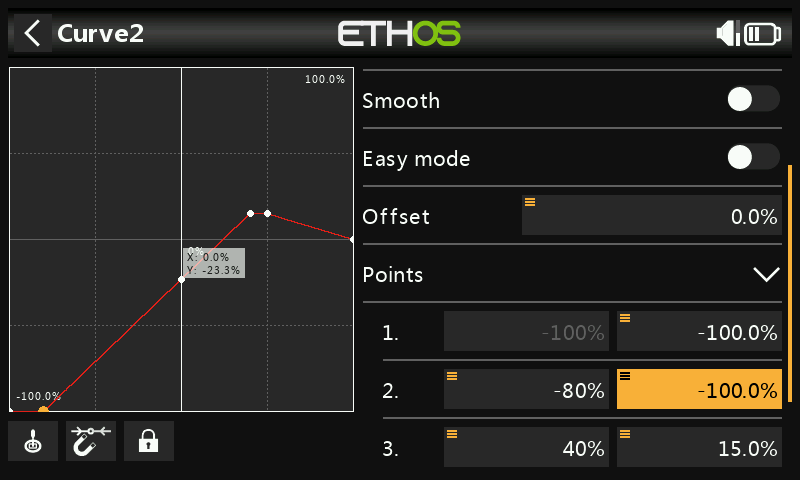 Curve2
ETHOS
100.0%
0%
X: 0.0%
Y: -23.3%
-100.0%
Smooth
Easy mode
Offset 0.0%
Points
1. -100% -100.0%
2. -80% -100.0%
3. 40% 15.0%